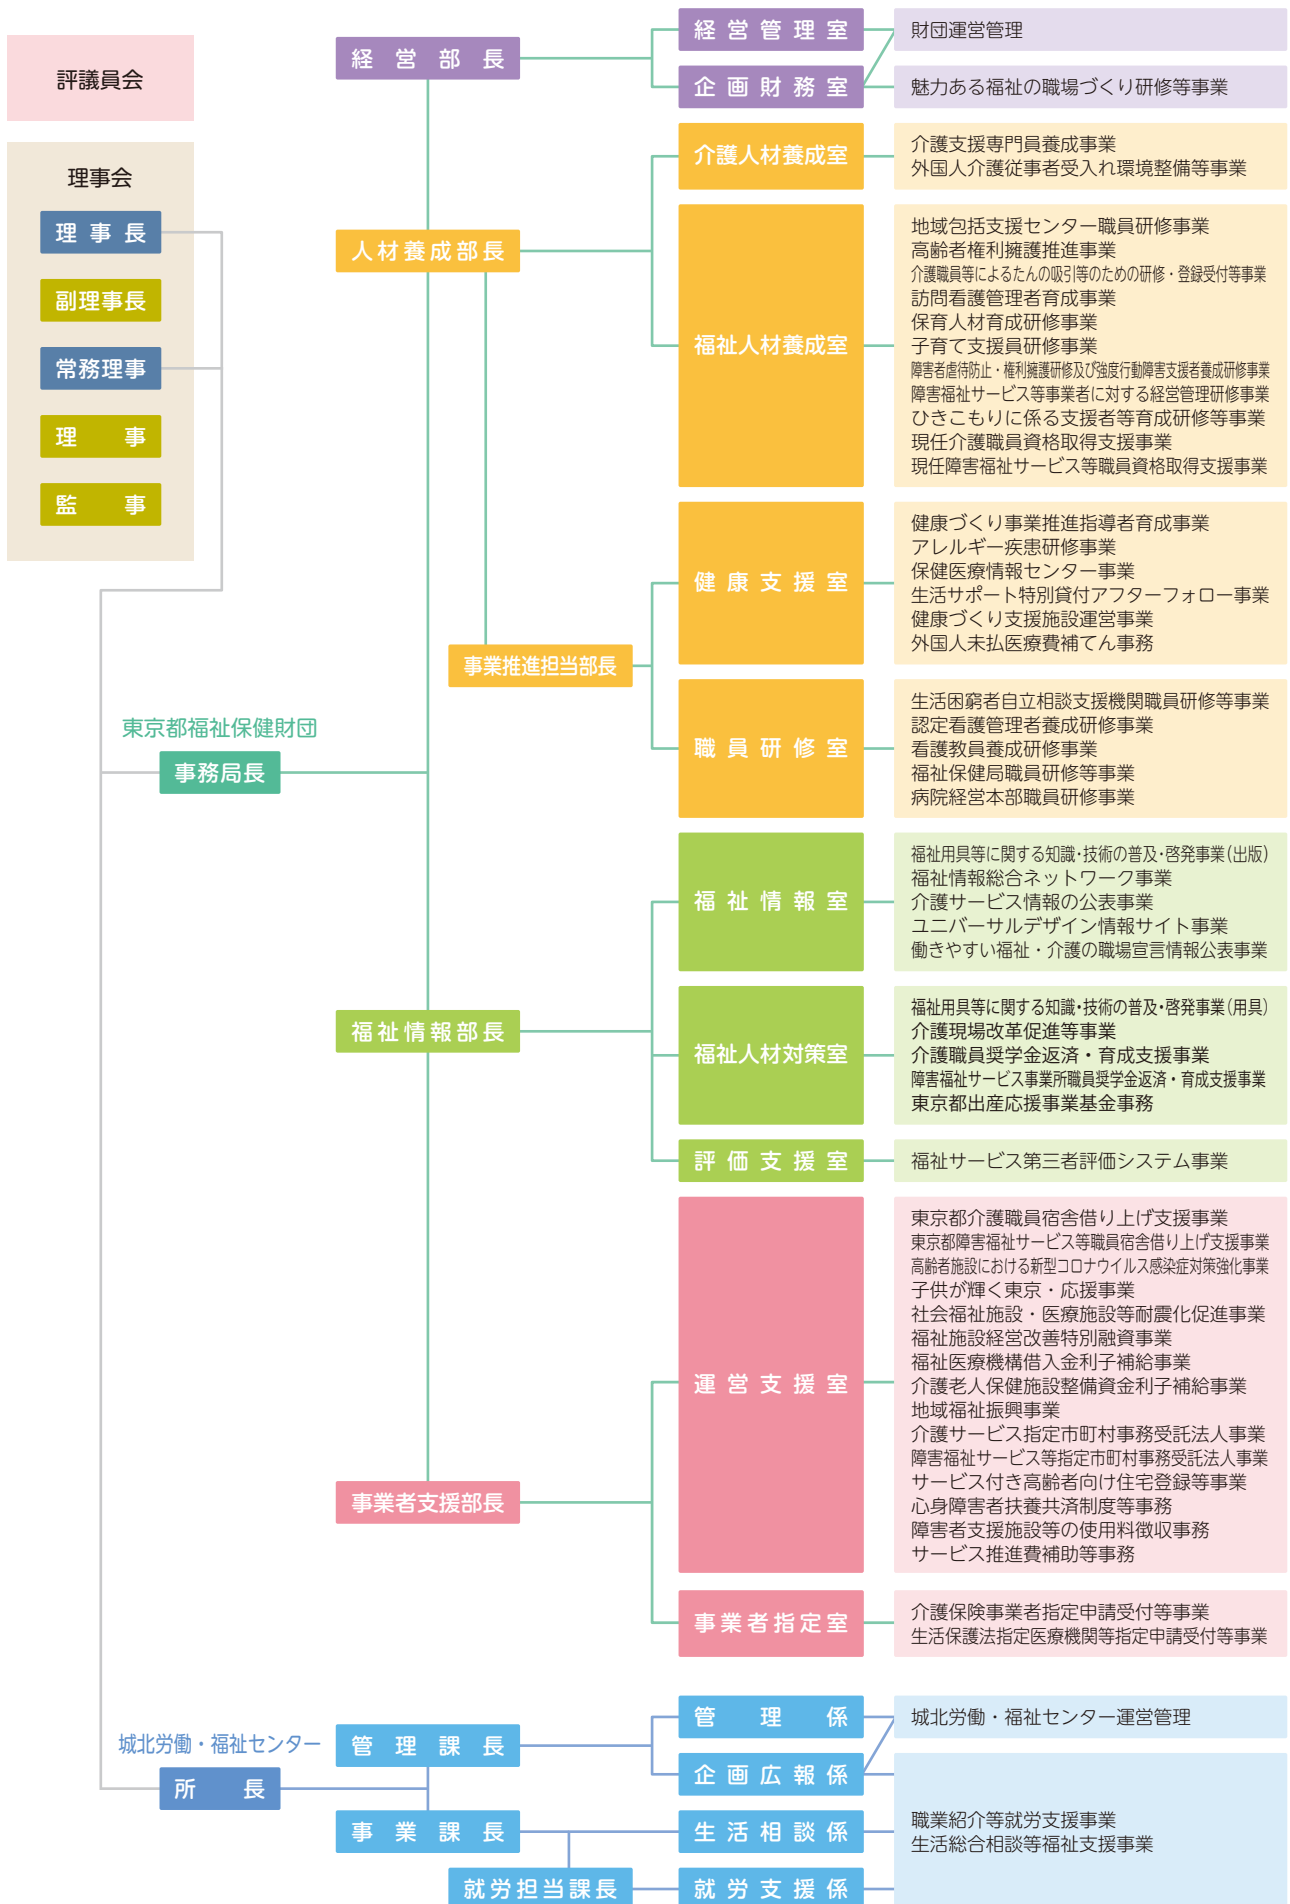 評議員会
理事会
理事長
副理事長
常務理事
理事
監事
東京都福祉保健財団
事務局長
経営部長
経営管理室
財団運営管理
企画財務室
魅力ある福祉の職場づくり研修等事業
人材養成部長
介護人材養成室
介護支援専門員養成事業
外国人介護従事者受入れ環境整備等事業
福祉人材養成室
地域包括支援センター職員研修事業
高齢者権利擁護推進事業
介護職員等によるたんの吸引等のための研修・登録受付等事業
訪問看護管理者育成事業
保育人材育成研修事業
子育て支援員研修事業
障害者虐待防止・権利擁護研修及び強度行動障害支援者養成研修事業
障害福祉サービス等事業者に対する経営管理研修事業
ひきこもりに係る支援者等育成研修等事業
現任介護職員資格取得支援事業
現任障害福祉サービス等職員資格取得支援事業
事業推進担当部長
健康支援室
健康づくり事業推進指導者育成事業
アレルギー疾患研修事業
保健医療情報センター事業
生活サポート特別貸付アフターフォロー事業
健康づくり支援施設運営事業
外国人未払医療費補てん事務
職員研修室
生活困窮者自立相談支援機関職員研修等事業
認定看護管理者養成研修事業
看護教員養成研修事業
福祉保健局職員研修等事業
病院経営本部職員研修事業
福祉情報部長
福祉情報室
福祉用具等に関する知識・技術の普及・啓発事業(出版)
福祉情報総合ネットワーク事業
介護サービス情報の公表事業
ユニバーサルデザイン情報サイト事業
働きやすい福祉・介護の職場宣言情報公表事業
福祉人材対策室
福祉用具等に関する知識・技術の普及・啓発事業(用具)
介護現場改革促進等事業
介護職員奨学金返済・育成支援事業
障害福祉サービス事業所職員奨学金返済・育成支援事業
東京都出産応援事業基金事務
評価支援室
福祉サービス第三者評価システム事業
事業者支援部長
運営支援室
東京都介護職員宿舎借り上げ支援事業
東京都障害福祉サービス等職員宿舎借り上げ支援事業
高齢者施設における新型コロナウイルス感染症対策強化事業
子供が輝く東京・応援事業
社会福祉施設・医療施設等耐震化促進事業
福祉施設経営改善特別融資事業
福祉医療機構借入金利子補給事業
介護老人保健施設整備資金利子補給事業
地域福祉振興事業
介護サービス指定市町村事務受託法人事業
障害福祉サービス等指定市町村事務受託法人事業
サービス付き高齢者向け住宅登録等事業
心身障害者扶養共済制度等事務
障害者支援施設等の使用料徴収事務
サービス推進費補助等事務
事業者指定室
介護保険事業者指定申請受付等事業
生活保護法指定医療機関等指定申請受付等事業
城北労働・福祉センター
所長
管理課長
管理係
城北労働・福祉センター運営管理
企画広報係
事業課長
生活相談係
職業紹介等就労支援事業
生活総合相談等福祉支援事業
就労担当課長
就労支援係